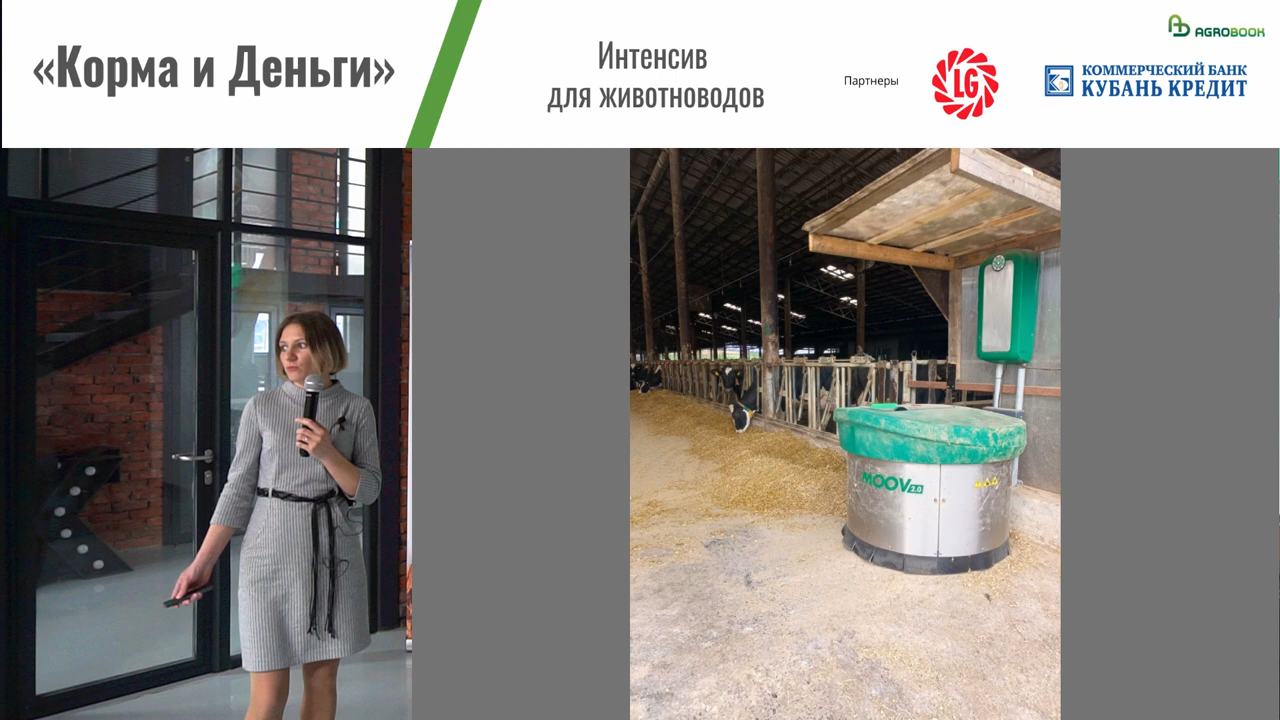 «Корма и Деньги»
Интенсив
для животноводов
Партнеры
LG
КОММЕРЧЕСКИЙ БАНК
КУБАНЬ КРЕДИТ
AGROBOOK
MOOV 2.0